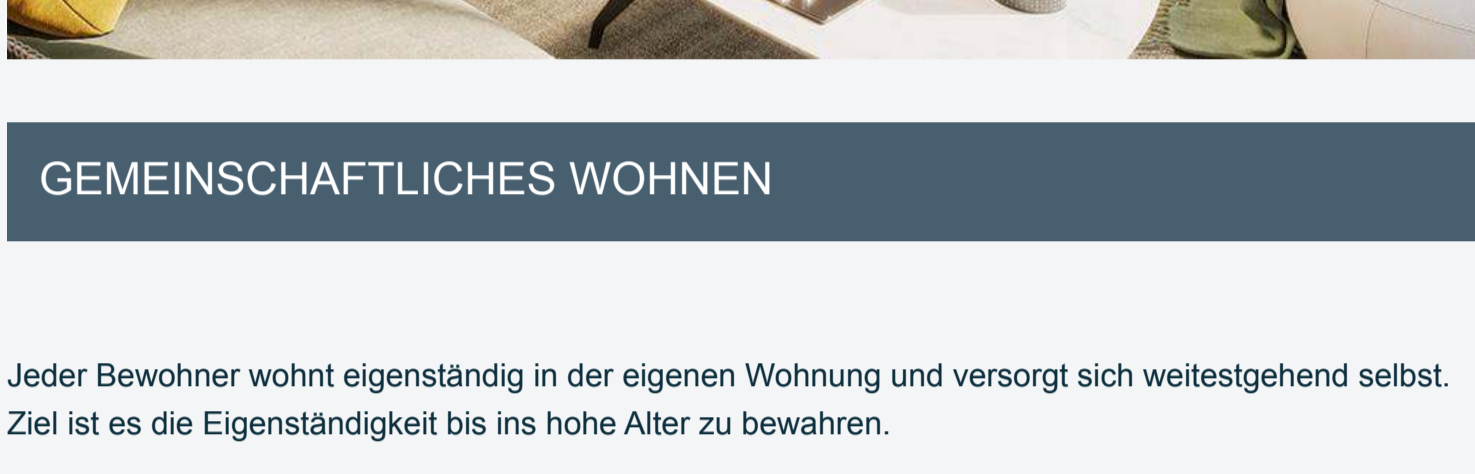 GEMEINSCHAFTLICHES WOHNEN
Jeder Bewohner wohnt eigenständig in der eigenen Wohnung und versorgt sich weitestgehend selbst.
Ziel ist es die Eigenständigkeit bis ins hohe Alter zu bewahren.